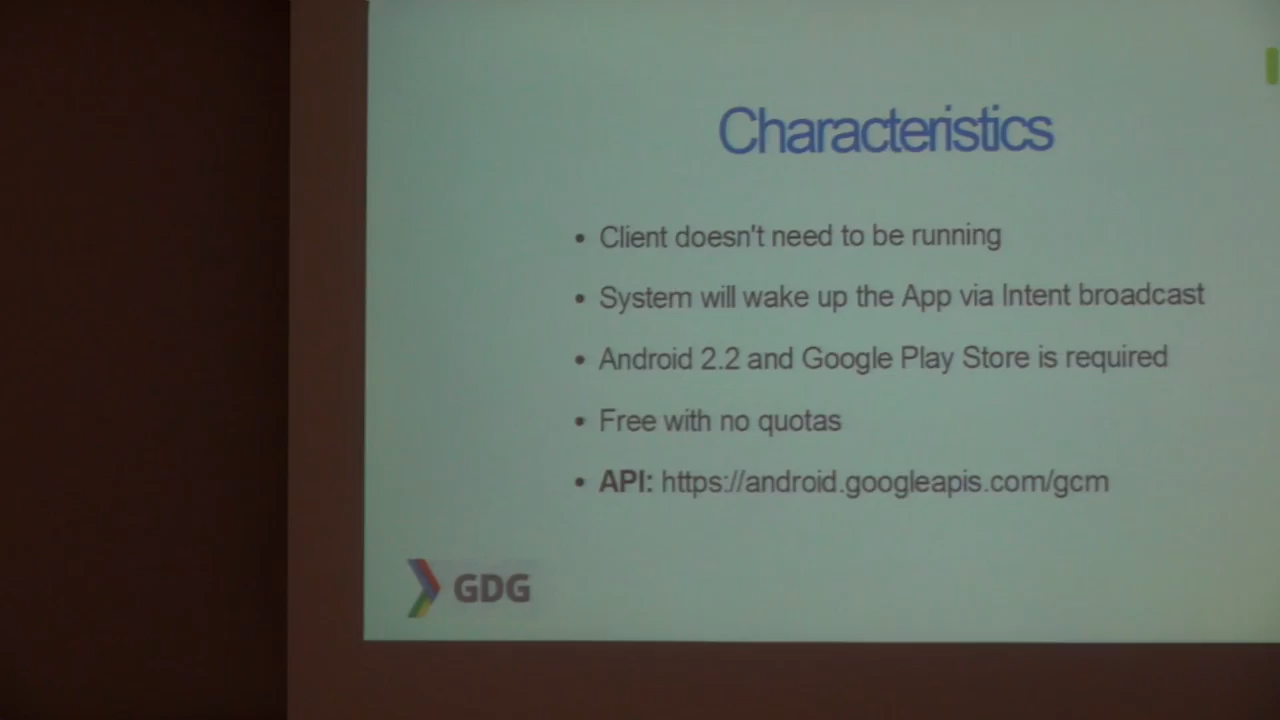 Characteristics
• Client doesn't need to be running
• System will wake up the App via Intent broadcast
• Android 2.2 and Google Play Store is required
• Free with no quotas
• API: https://android.googleapis.com/gcm
GDG